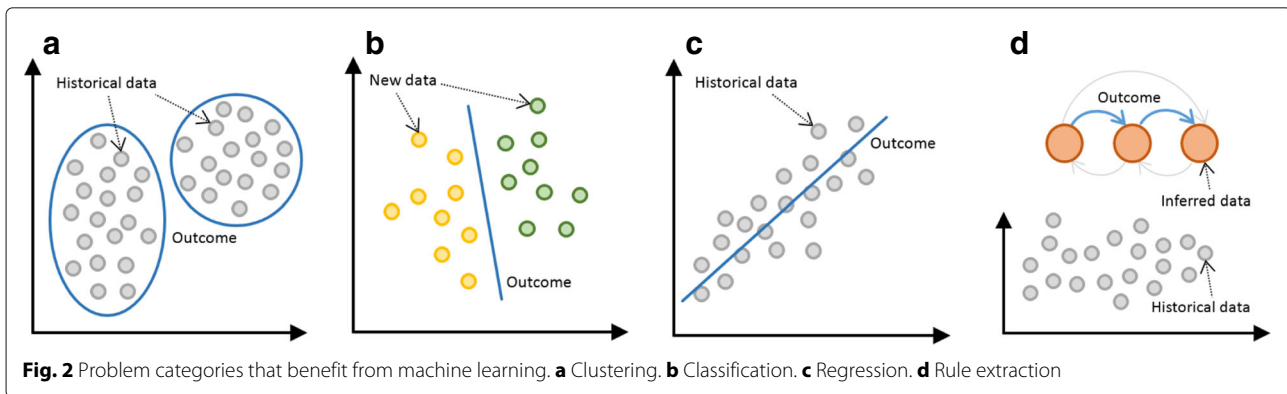 a
Historical data
Outcome
b
New data
Outcome
c
Historical data
Outcome
d
Outcome
Inferred data
Historical data
Fig. 2 Problem categories that benefit from machine learning. a Clustering. b Classification. c Regression. d Rule extraction